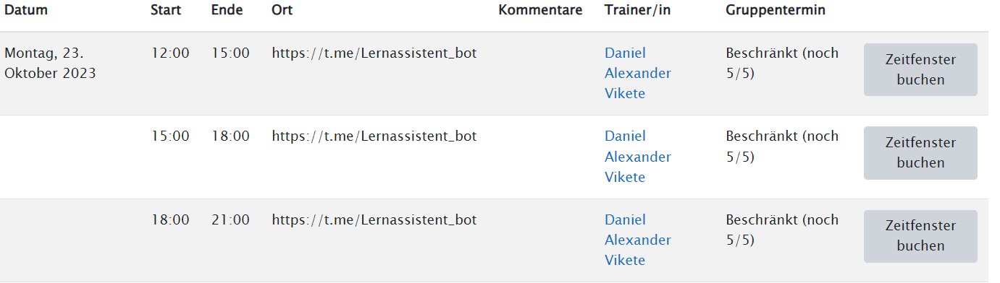 Datum Start Ende Ort Kommentare Trainer/in Gruppentermin
Montag, 23. 12:00 15:00 https://t.me/Lernassistent_bot Daniel Beschränkt (noch Zeitfenster
Oktober 2023 Alexander 5/5) buchen
Vikete
15:00 18:00 https://t.me/Lernassistent_bot Daniel Beschränkt (noch Zeitfenster
Alexander 5/5) buchen
Vikete
18:00 21:00 https://t.me/Lernassistent_bot Daniel Beschränkt (noch Zeitfenster
Alexander 5/5) buchen
Vikete